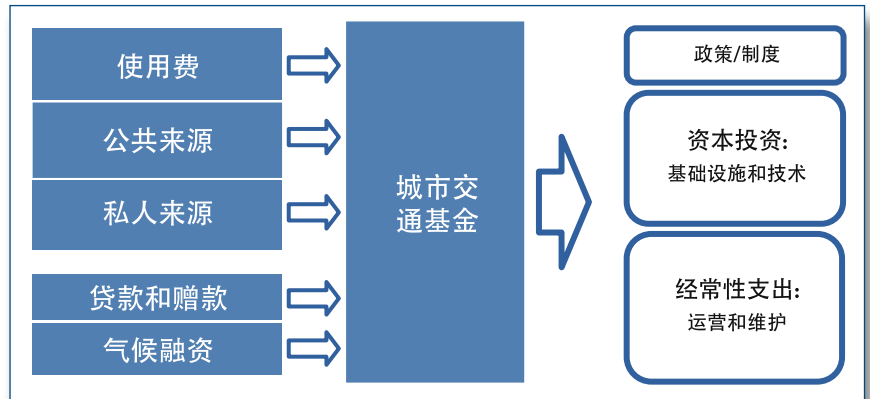 使用费
公共来源
私人来源
贷款和赠款
气候融资
城市交
通基金
政策/制度
资本投资:
基础设施和技术
经常性支出:
运营和维护